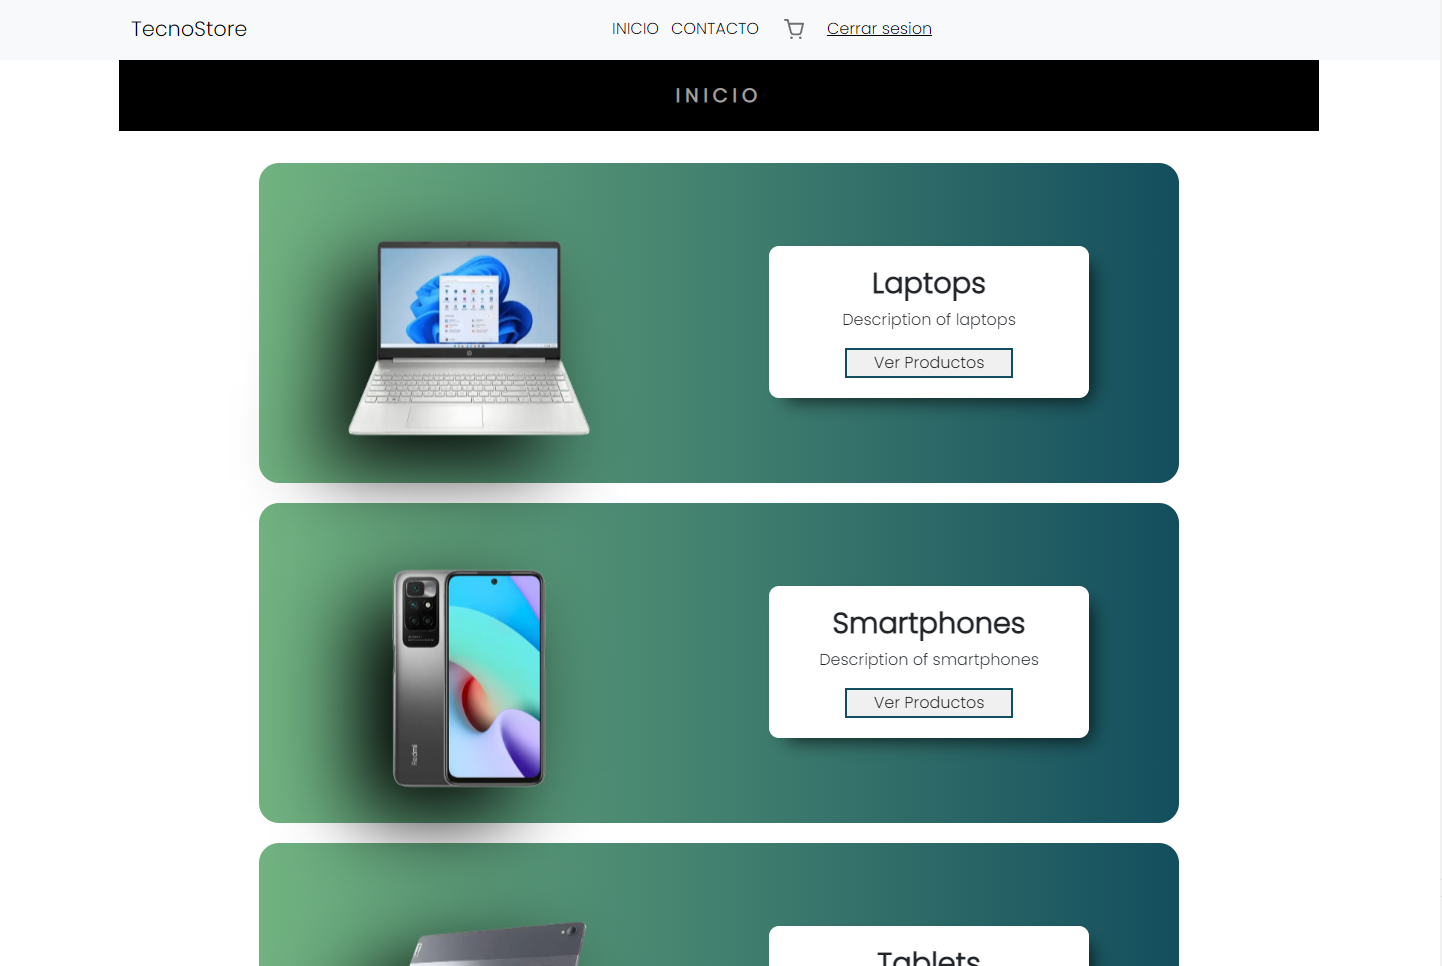 TecnoStore
INICIO CONTACTO Cerrar sesion
INICIO
Laptops
Description of laptops
Ver Productos
Redmi
Smartphones
Description of smartphones
Ver Productos
Tablets